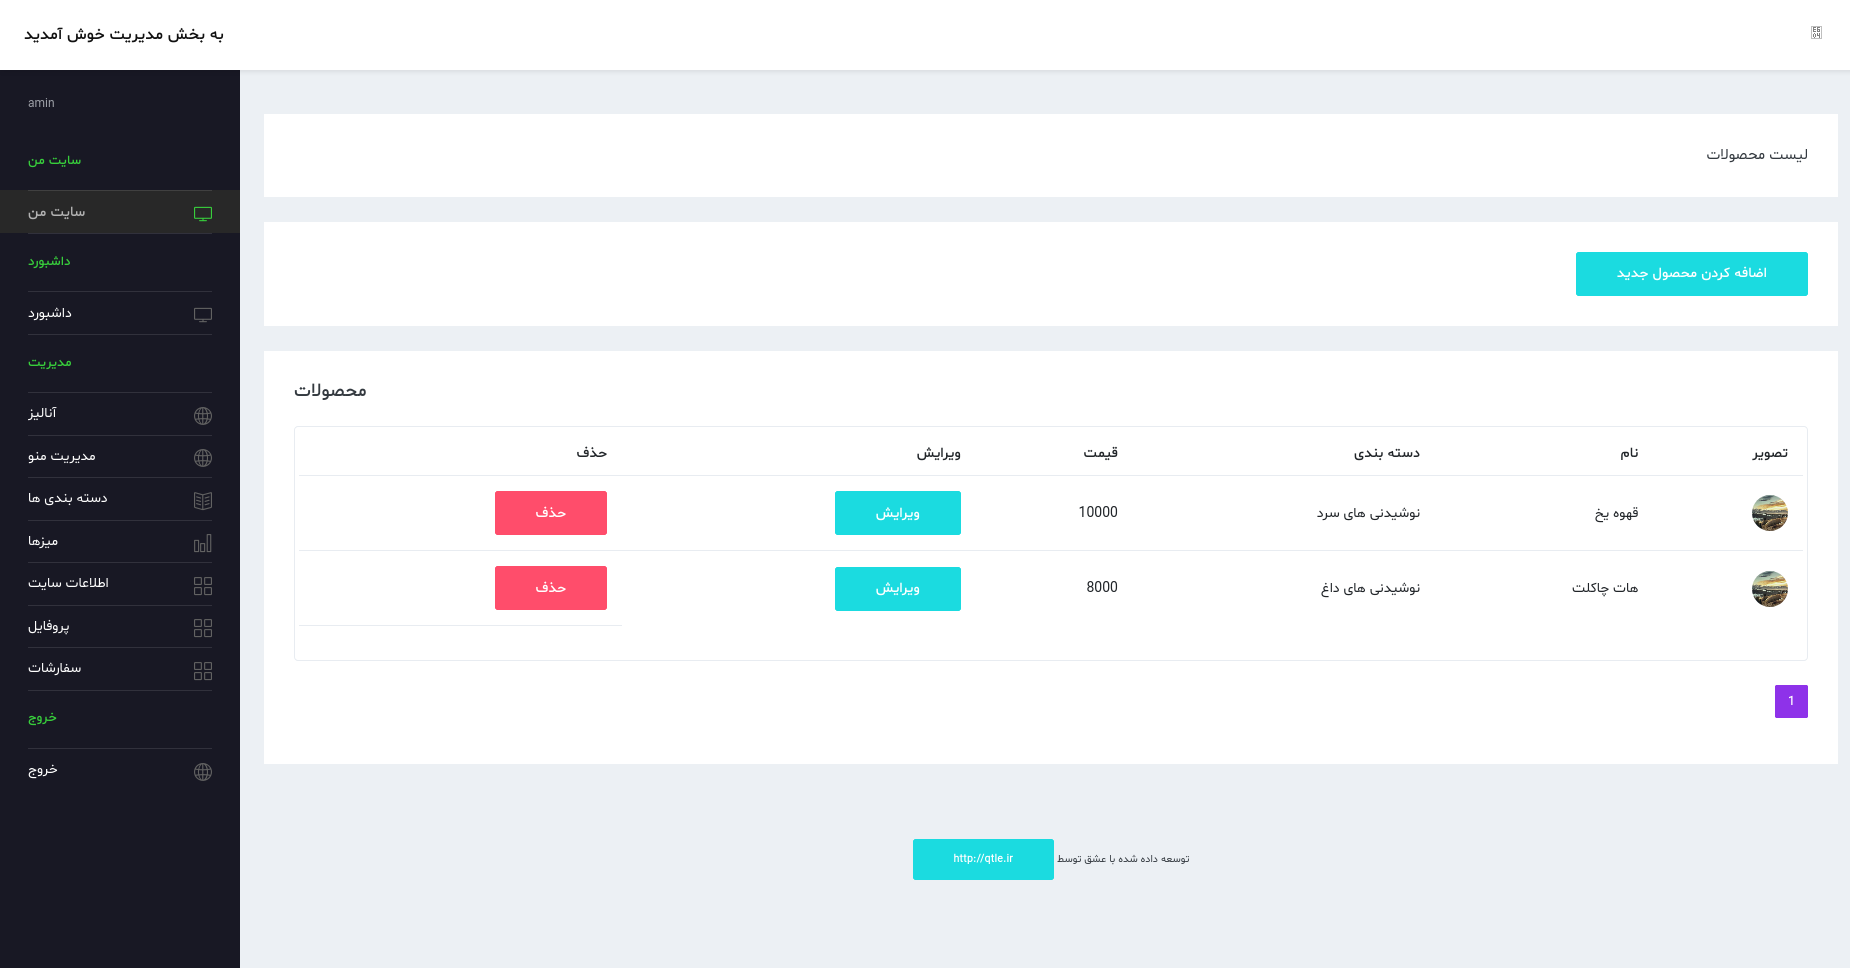 به بخش مدیریت خوش آمدید
amin
سایت من
سایت من
داشبورد
داشبورد
مدیریت
آنالیز
مدیریت منو
دسته بندی ها
میزها
اطلاعات سایت
پروفایل
سفارشات
خروج
خروج
لیست محصولات
اضافه کردن محصول جدید
محصولات
تصویر نام دسته بندی قیمت ویرایش حذف
قهوه یخ نوشیدنی های سرد 10000 ویرایش حذف
هات چاکلت نوشیدنی های داغ 8000 ویرایش حذف
1
توسعه داده شده با عشق توسط http://qtle.ir